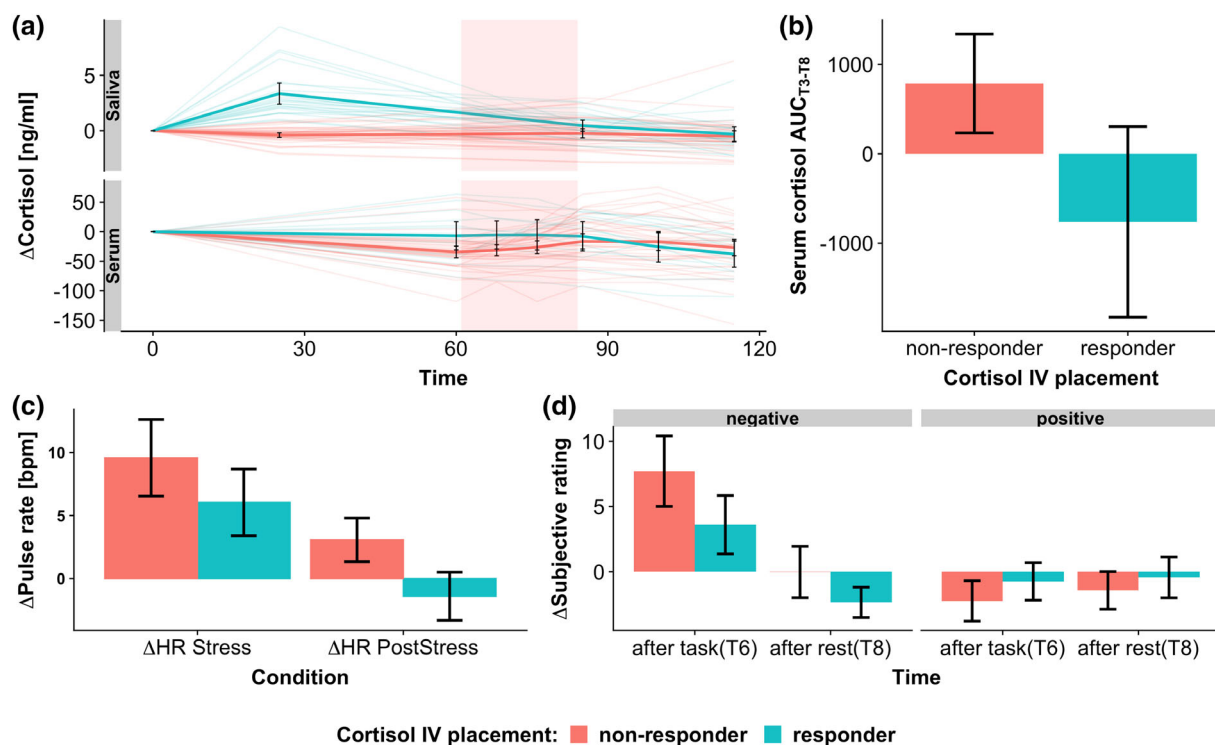 (a)
ΔCortisol [ng/ml]
Saliva
5
0
Serum
50
0
-50
-100
-150
0 30 60 90 120
Time
(b)
Serum cortisol AUC T3-T8
1000
0
-1000
non-responder responder
Cortisol IV placement
(c)
ΔPulse rate [bpm]
10
5
0
ΔHR Stress ΔHR PostStress
Condition
(d)
negative positive
ΔSubjective rating
10
5
0
after task(T6) after rest(T8) after task(T6) after rest(T8)
Time
Cortisol IV placement: non-responder responder